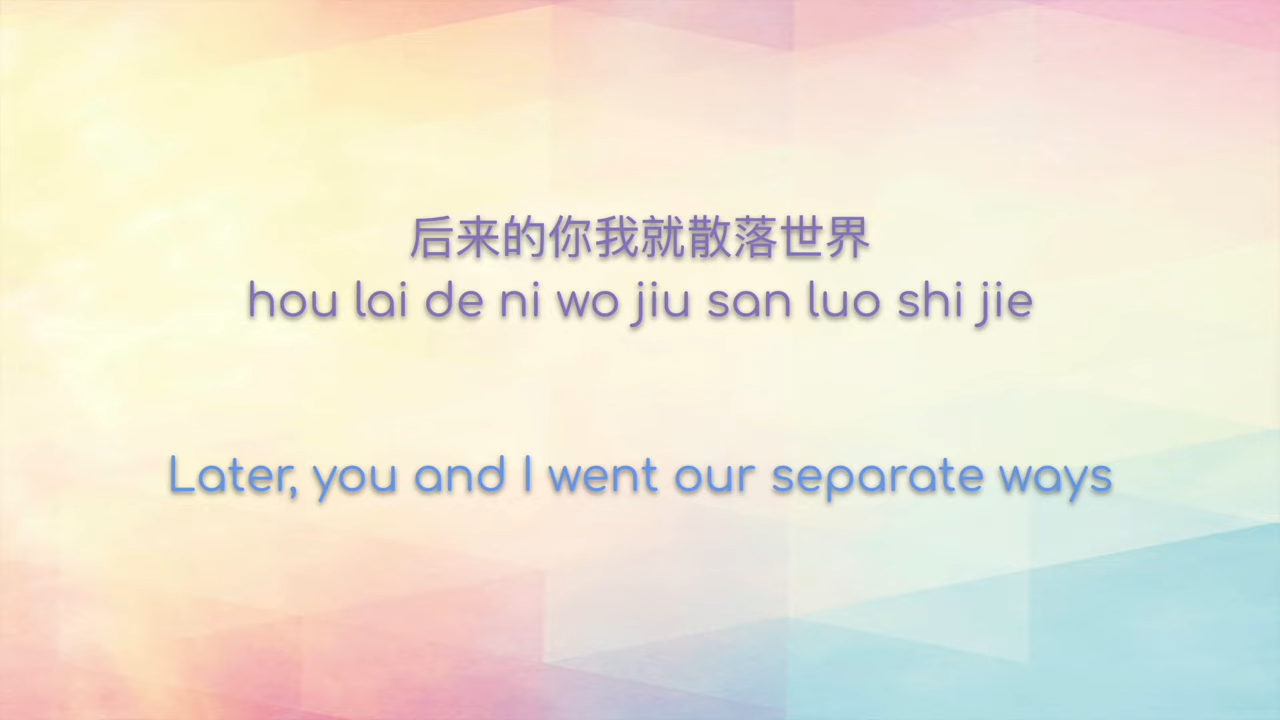 后来的你我就散落世界
hou lai de ni wo jiu san luo shi jie
Later, you and I went our separate ways